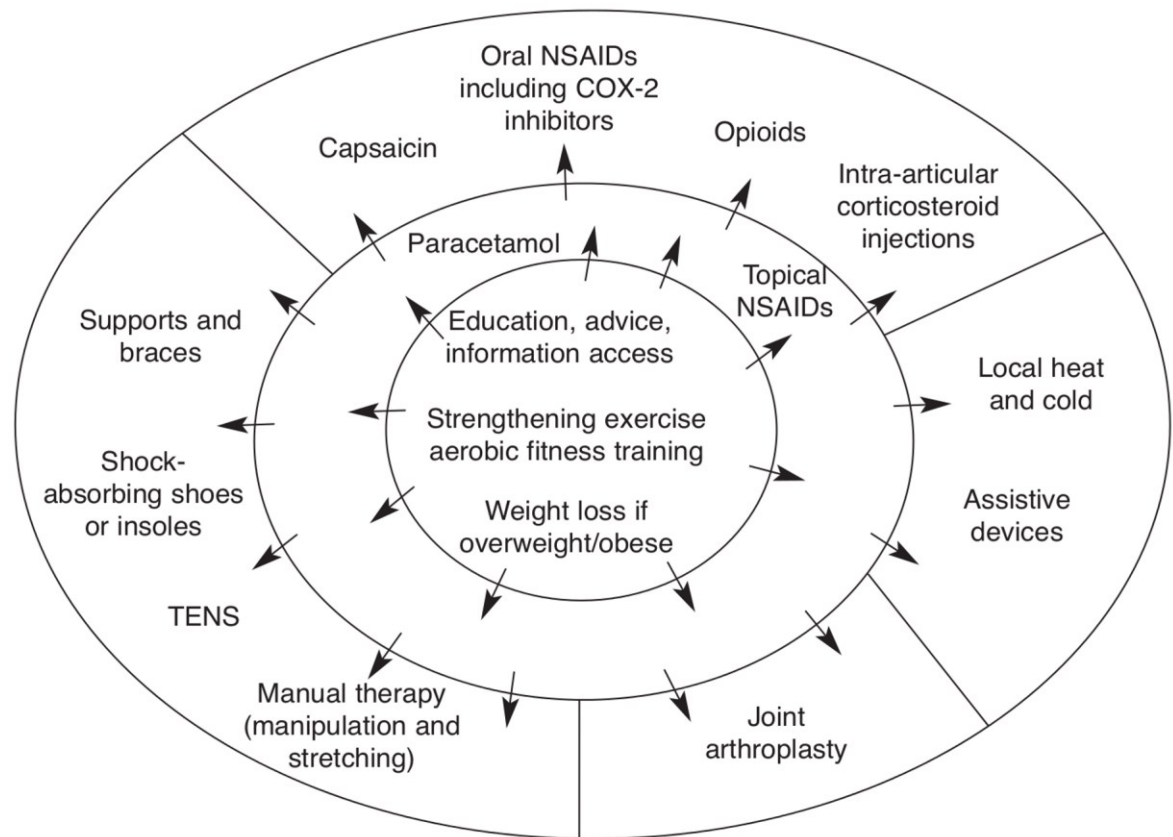 Oral NSAIDs
including COX-2
inhibitors
Capsaicin
Opioids
Intra-articular
corticosteroid
injections
Paracetamol
Topical
NSAIDs
Education, advice,
information access
Supports and
braces
Local heat
and cold
Strengthening exercise
aerobic fitness training
Shock-
absorbing shoes
or insoles
Assistive
devices
Weight loss if
overweight/obese
TENS
Manual therapy
(manipulation and
stretching)
Joint
arthroplasty